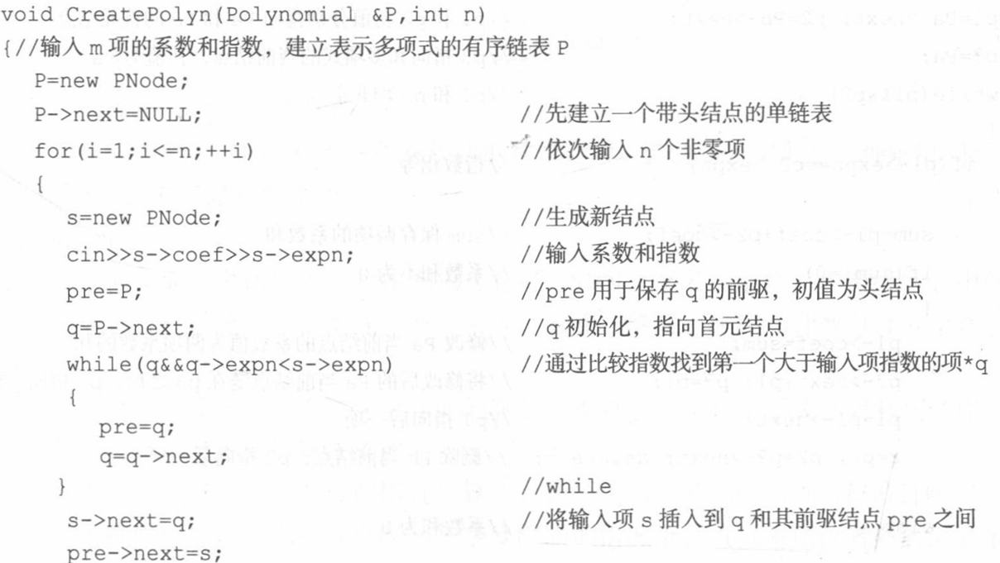 void CreatePolyn(Polynomial &P,int n)
{//输入 m 项的系数和指数，建立表示多项式的有序链表 P
P=new PNode;
P->next=NULL; //先建立一个带头结点的单链表
for(i=1;i<=n;++i) //依次输入 n 个非零项
{
s=new PNode; //生成新结点
cin>>s->coef>>s->expn; //输入系数和指数
pre=P; //pre 用于保存 q 的前驱，初值为头结点
q=P->next; //q 初始化，指向首元结点
while(q&&q->expn<s->expn) //通过比较指数找到第一个大于输入项指数的项*q
{
pre=q;
q=q->next;
} //while
s->next=q; //将输入项 s 插入到 q 和其前驱结点 pre 之间
pre->next=s;